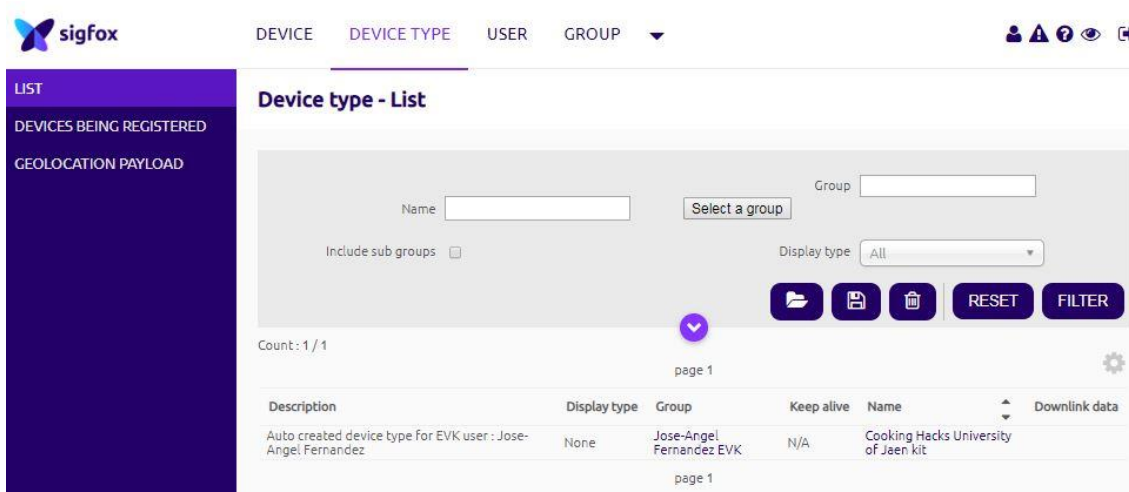 sigfox
DEVICE DEVICE TYPE USER GROUP
LIST
DEVICES BEING REGISTERED
GEOLOCATION PAYLOAD
Device type - List
Group
Name Select a group
Include sub groups Display type All
RESET FILTER
Count : 1 / 1
page 1
Description Display type Group Keep alive Name Downlink data
Auto created device type for EVK user : Jose-
Angel Fernandez
None
Jose-Angel
Fernandez EVK
N/A
Cooking Hacks University
of Jaen kit
page 1